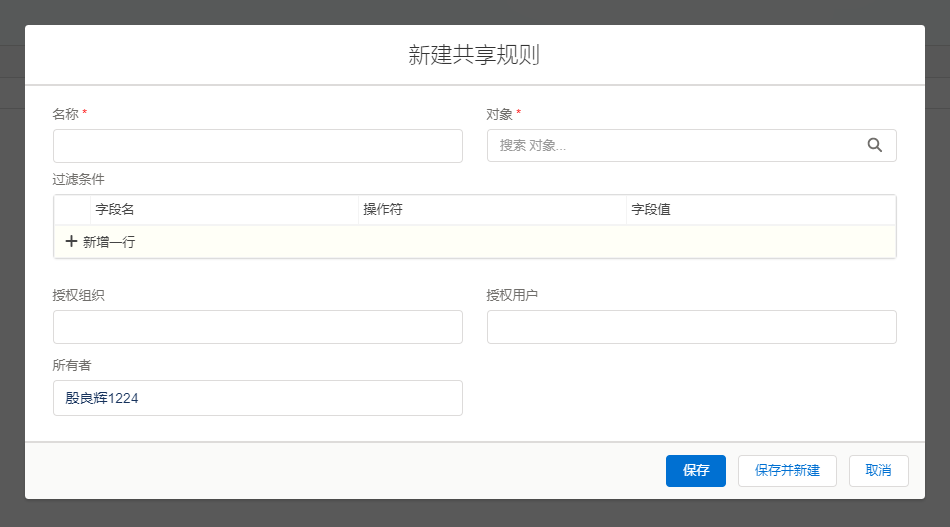 新建共享规则
名称 *
对象 *
搜索 对象...
过滤条件
字段名 操作符 字段值
+ 新增一行
授权组织
授权用户
所有者
殷良辉1224
保存 保存并新建 取消